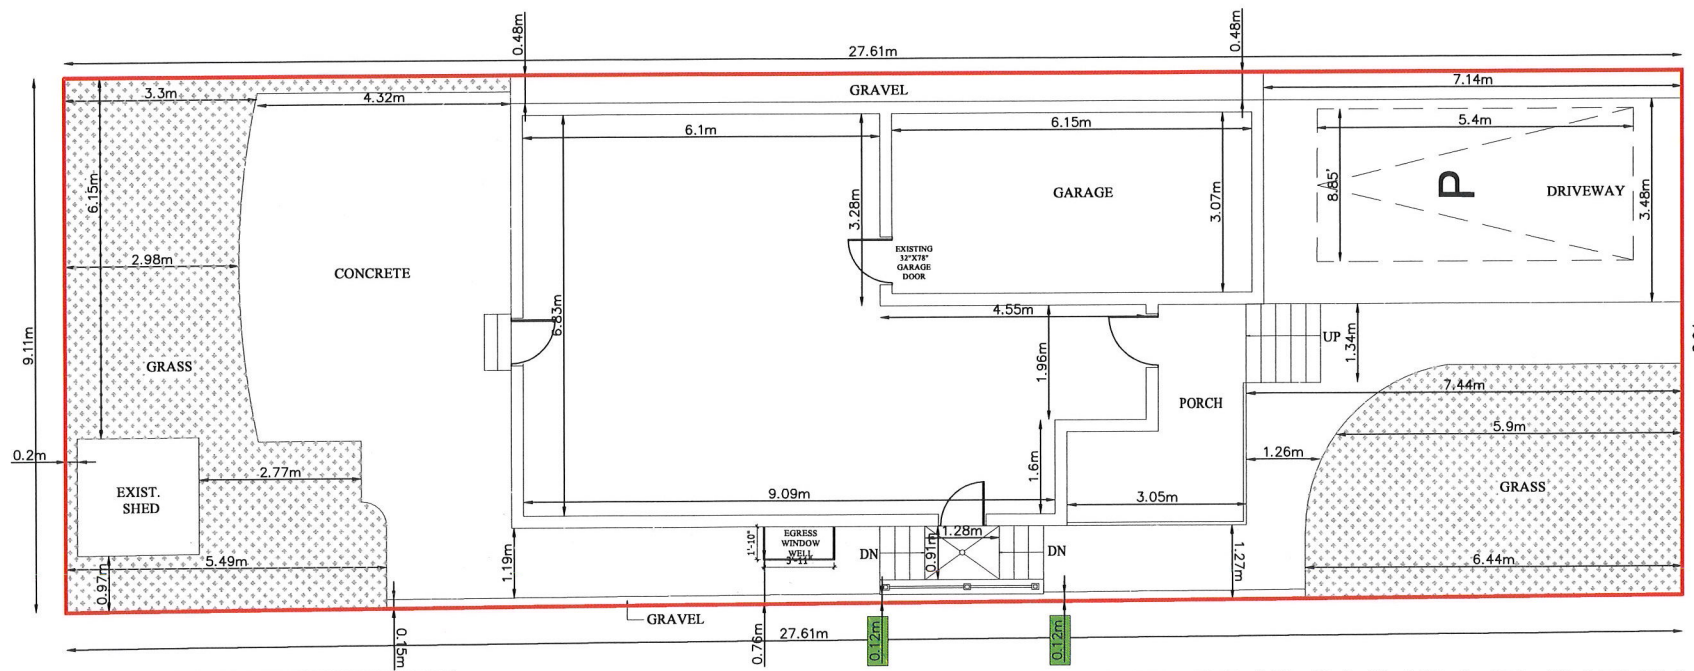 0.48m
0.48m
27.61m
7.14m
3.3m
4.32m
GRAVEL
6.1m
6.15m
5.4m
6.15m
3.28m
GARAGE
3.07m
8.85'
P
DRIVEWAY
3.48m
9.11m
2.98m
CONCRETE
6.83m
EXISTING
32"X78"
GARAGE
DOOR
4.55m
UP
1.34m
GRASS
1.96m
PORCH
7.44m
5.9m
0.2m
2.77m
1.6m
1.26m
EXIST.
SHED
9.09m
3.05m
GRASS
EGRESS
WINDOW
WELL
3'-11"
1'-10"
DN
0.91m
1.28m
DN
1.19m
1.27m
5.49m
0.97m
6.44m
GRAVEL
0.15m
0.76m
27.61m
0.12m
0.12m